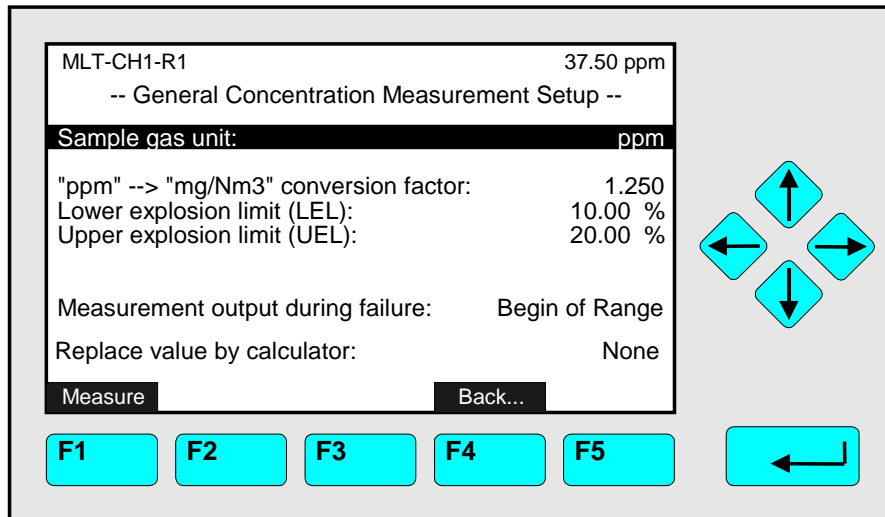 MLT-CH1-R1 37.50 ppm
-- General Concentration Measurement Setup --
Sample gas unit: ppm
"ppm" --> "mg/Nm3" conversion factor: 1.250
Lower explosion limit (LEL): 10.00 %
Upper explosion limit (UEL): 20.00 %
Measurement output during failure: Begin of Range
Replace value by calculator: None
Measure Back...
F1 F2 F3 F4 F5